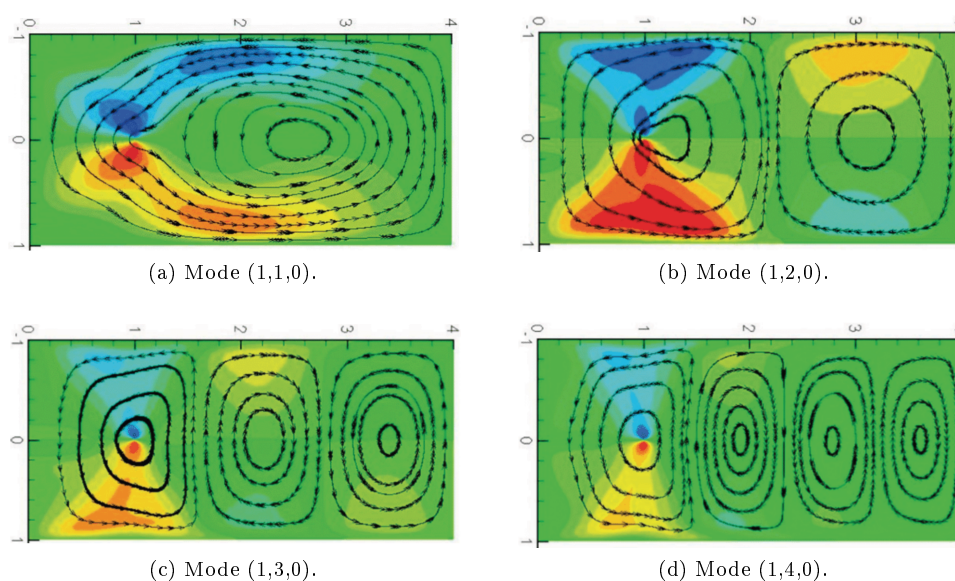 0 1 2 3 4
-1
0
1
(a) Mode (1,1,0).
0 1 2 3
-1
0
1
(b) Mode (1,2,0).
0 1 2 3 4
-1
0
1
(c) Mode (1,3,0).
0 1 2 3
-1
0
1
(d) Mode (1,4,0).